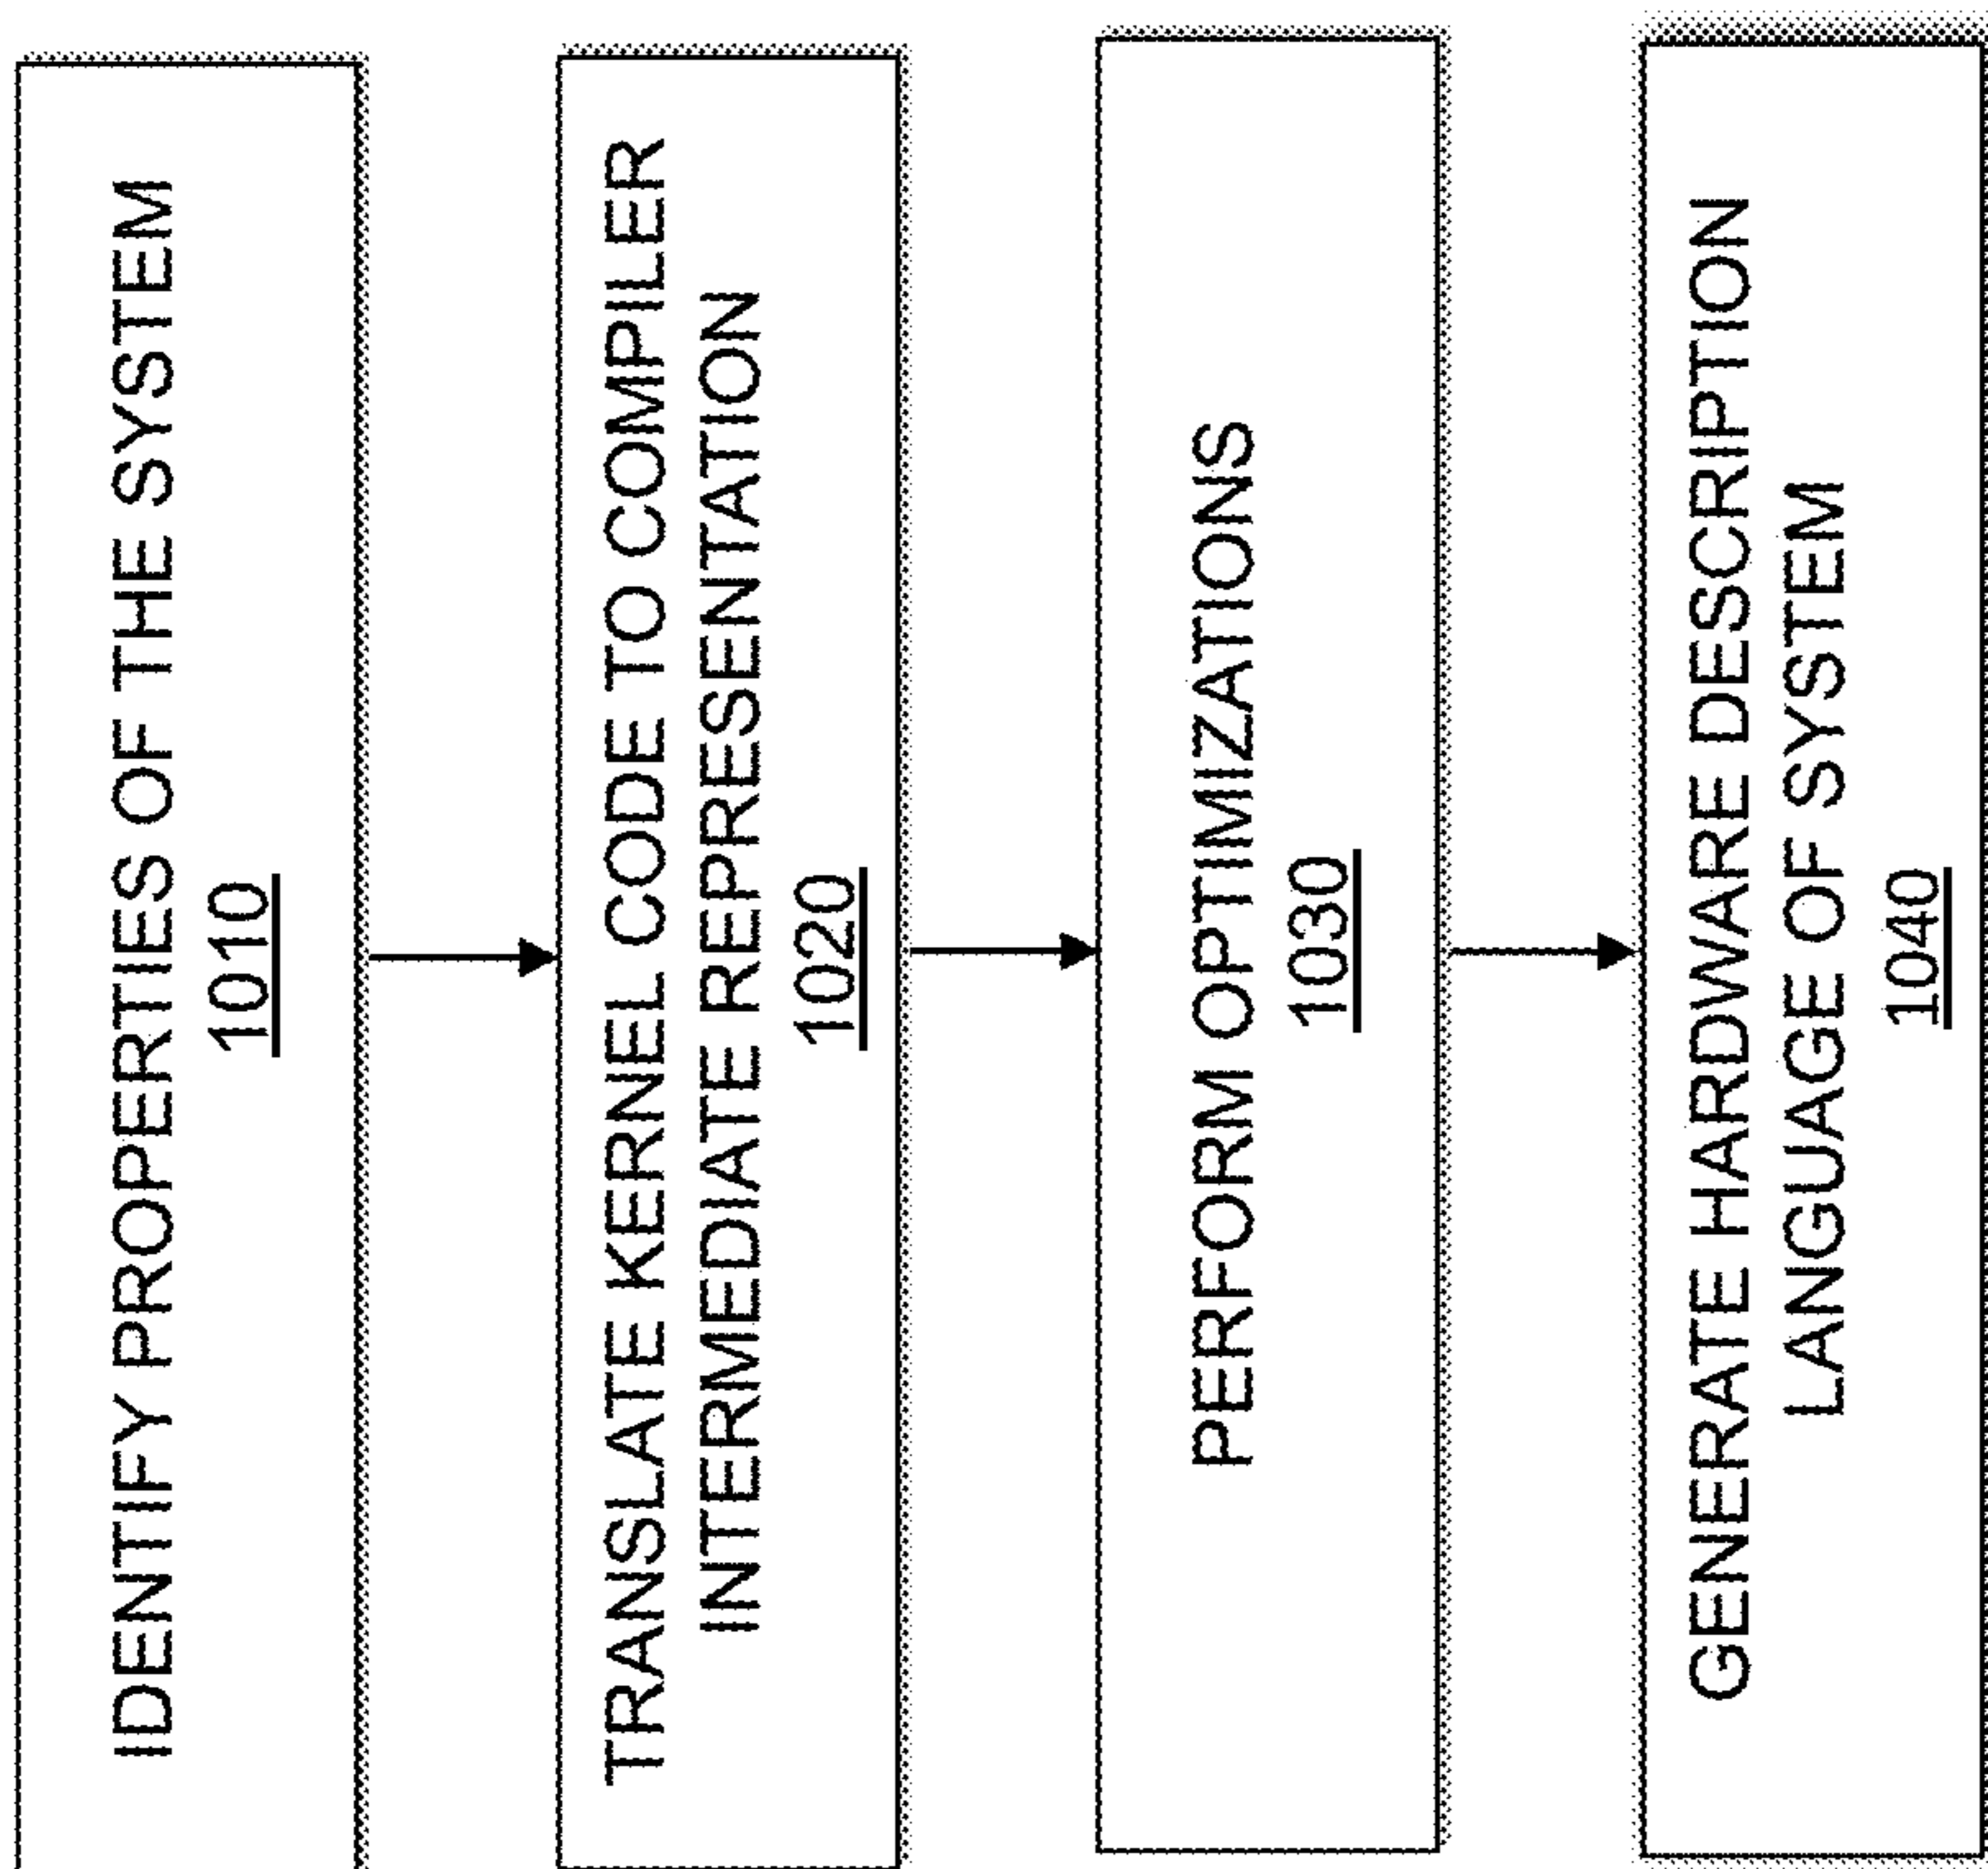 IDENTIFY PROPERTIES OF THE SYSTEM
1010
TRANSLATE KERNEL CODE TO COMPILER
INTERMEDIATE REPRESENTATION
1020
PERFORM OPTIMIZATIONS
1030
GENERATE HARDWARE DESCRIPTION
LANGUAGE OF SYSTEM
1040